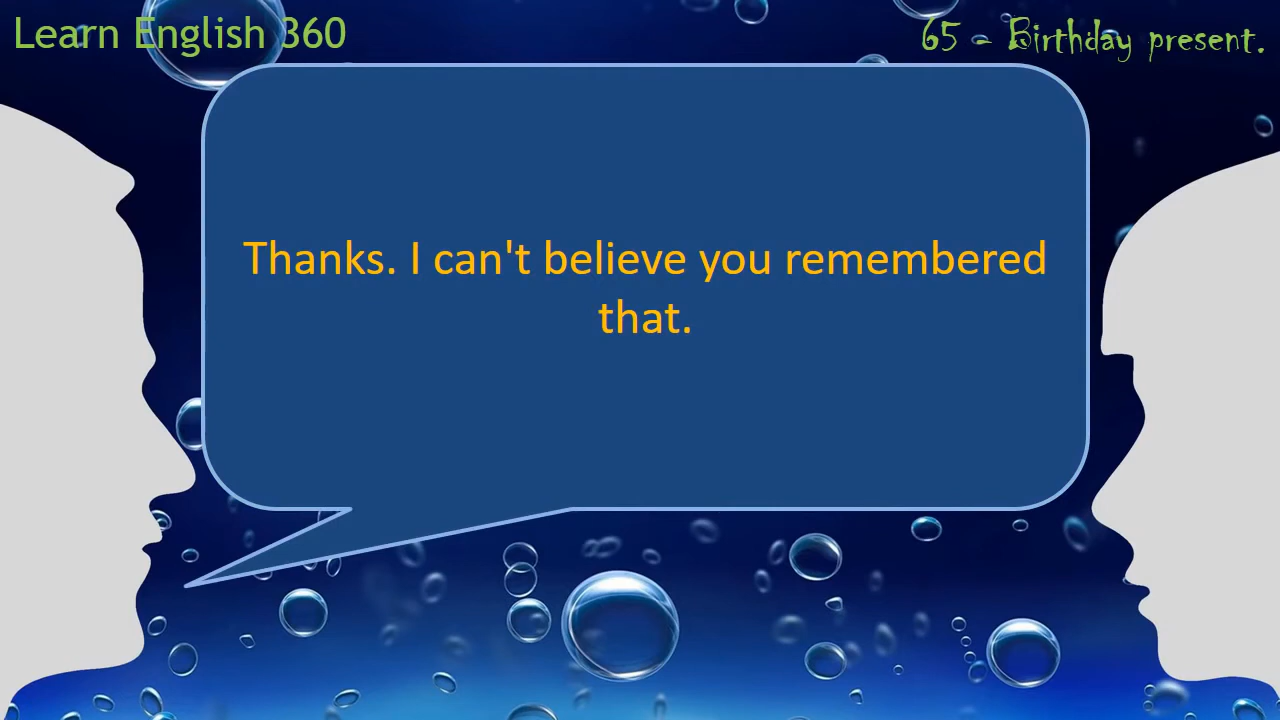 Learn English 360
65 - Birthday present.
Thanks. I can't believe you remembered
that.